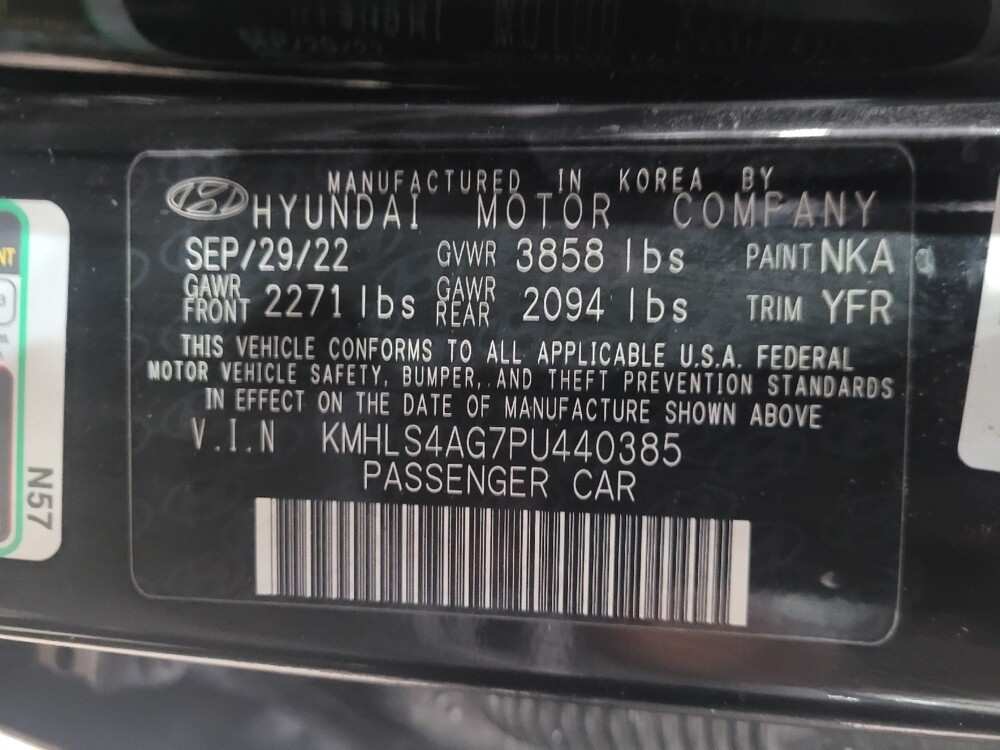 MANUFACTURED IN KOREA BY
HYUNDAI MOTOR COMPANY
SEP/29/22 GVWR 3858 lbs PAINT NKA
GAWR FRONT 2271 lbs GAWR REAR 2094 lbs TRIM YFR
THIS VEHICLE CONFORMS TO ALL APPLICABLE U.S.A. FEDERAL
MOTOR VEHICLE SAFETY, BUMPER, AND THEFT PREVENTION STANDARDS
IN EFFECT ON THE DATE OF MANUFACTURE SHOWN ABOVE
V.I.N KMHLS4AG7PU440385
PASSENGER CAR
N57